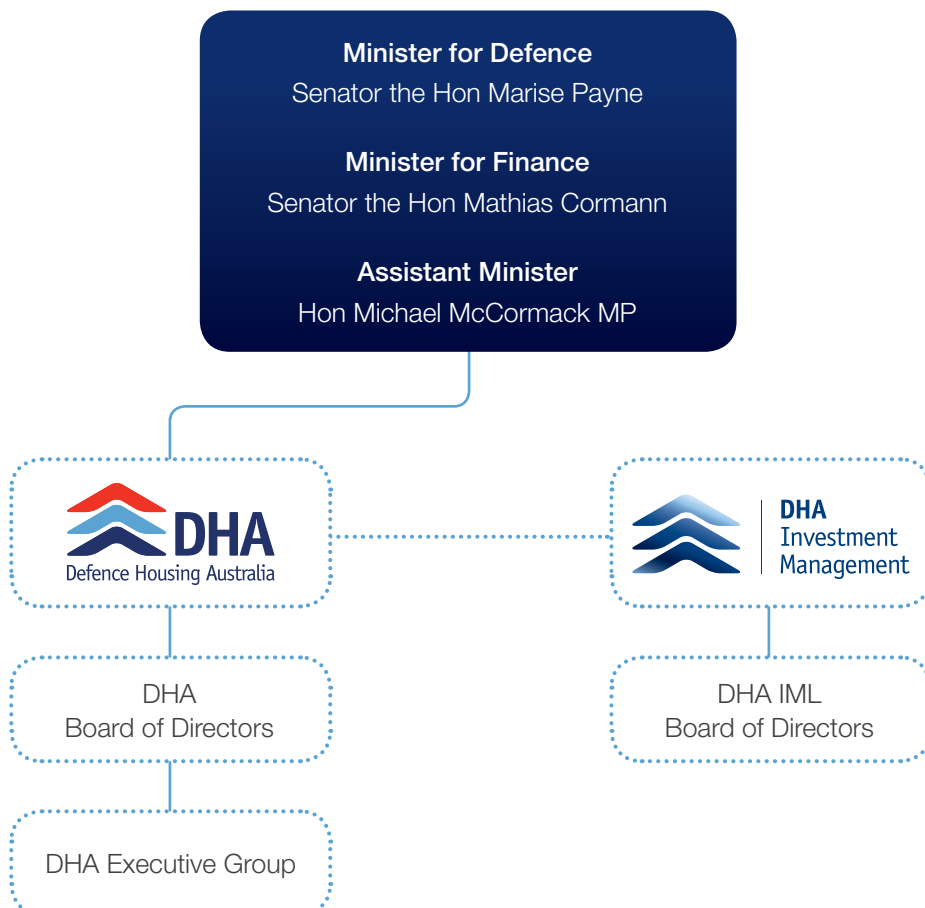 Minister for Defence
Senator the Hon Marise Payne
Minister for Finance
Senator the Hon Mathias Cormann
Assistant Minister
Hon Michael McCormack MP
DHA
Defence Housing Australia
DHA
Investment
Management
DHA
Board of Directors
DHA IML
Board of Directors
DHA Executive Group